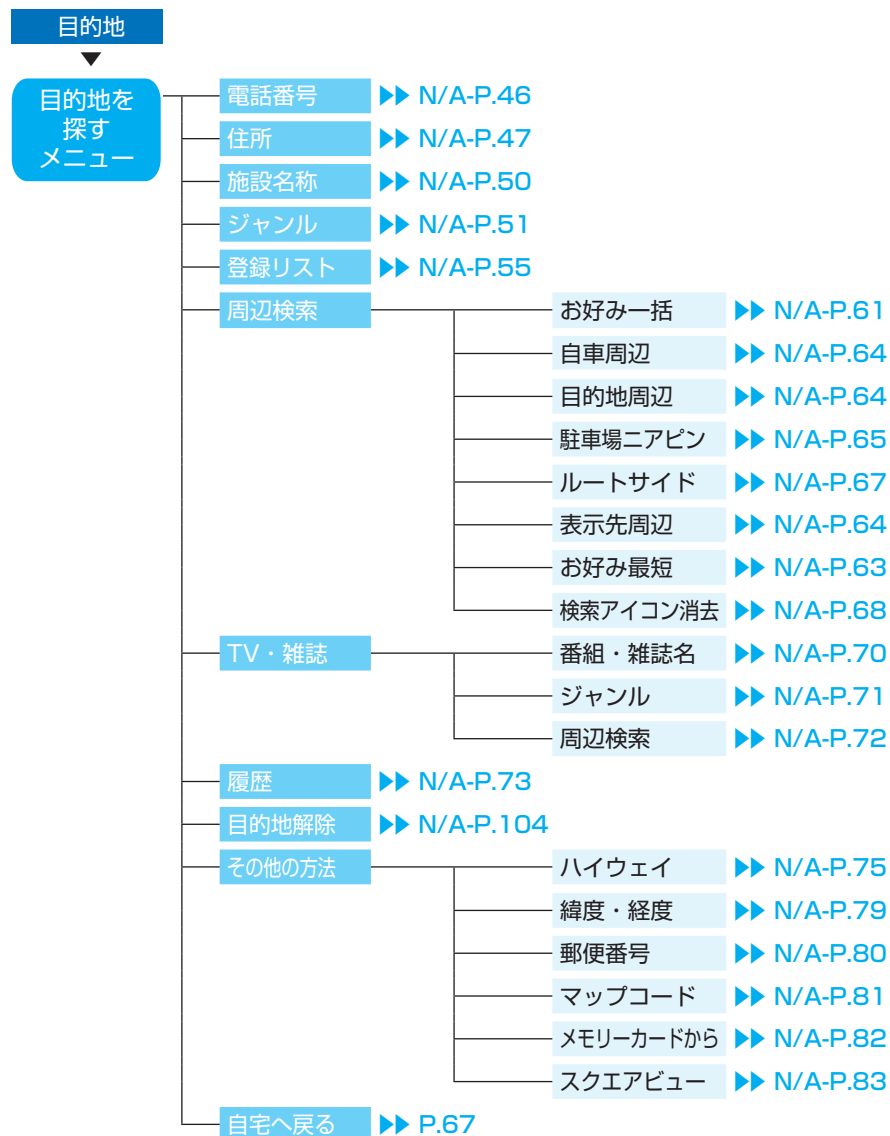 目的地
▼
目的地を
探す
メニュー
電話番号 ▶▶ N/A-P.46
住所 ▶▶ N/A-P.47
施設名称 ▶▶ N/A-P.50
ジャンル ▶▶ N/A-P.51
登録リスト ▶▶ N/A-P.55
周辺検索
お好み一括 ▶▶ N/A-P.61
自車周辺 ▶▶ N/A-P.64
目的地周辺 ▶▶ N/A-P.64
駐車場ニアピン ▶▶ N/A-P.65
ルートサイド ▶▶ N/A-P.67
表示先周辺 ▶▶ N/A-P.64
お好み最短 ▶▶ N/A-P.63
検索アイコン消去 ▶▶ N/A-P.68
TV・雑誌
番組・雑誌名 ▶▶ N/A-P.70
ジャンル ▶▶ N/A-P.71
周辺検索 ▶▶ N/A-P.72
履歴 ▶▶ N/A-P.73
目的地解除 ▶▶ N/A-P.104
その他の方法
ハイウェイ ▶▶ N/A-P.75
緯度・経度 ▶▶ N/A-P.79
郵便番号 ▶▶ N/A-P.80
マップコード ▶▶ N/A-P.81
メモリーカードから ▶▶ N/A-P.82
スクエアビュー ▶▶ N/A-P.83
自宅へ戻る ▶▶ P.67